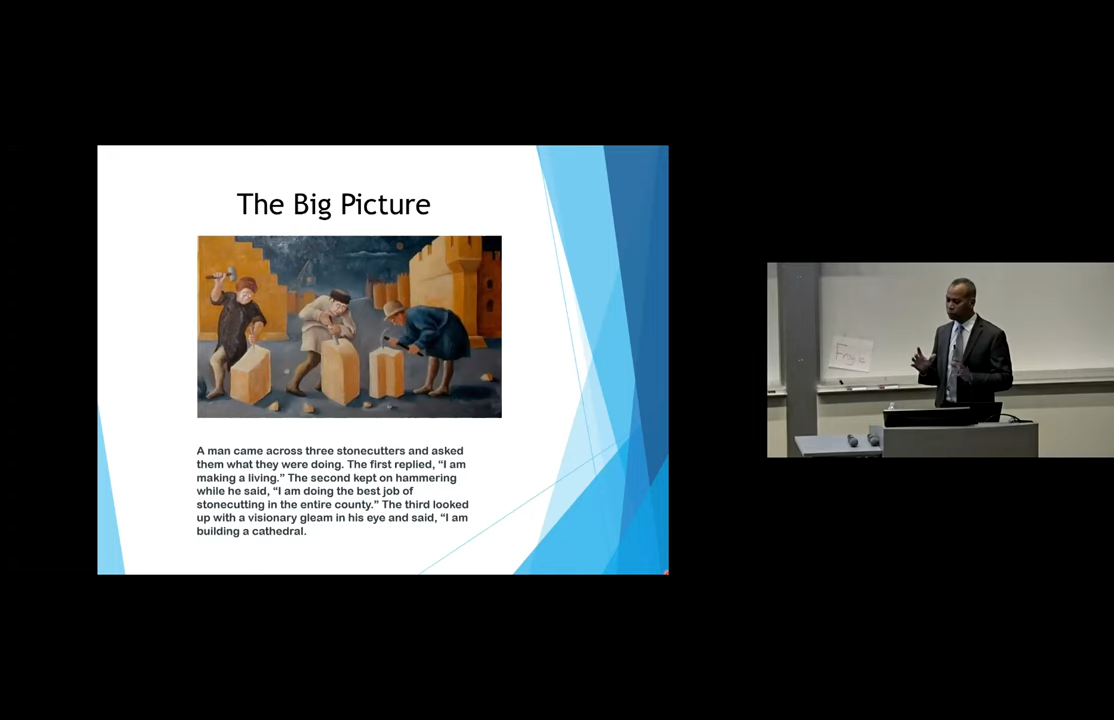 The Big Picture
A man came across three stonecutters and asked
them what they were doing. The first replied, “I am
making a living.” The second kept on hammering
while he said, “I am doing the best job of
stonecutting in the entire county.” The third looked
up with a visionary gleam in his eye and said, “I am
building a cathedral.